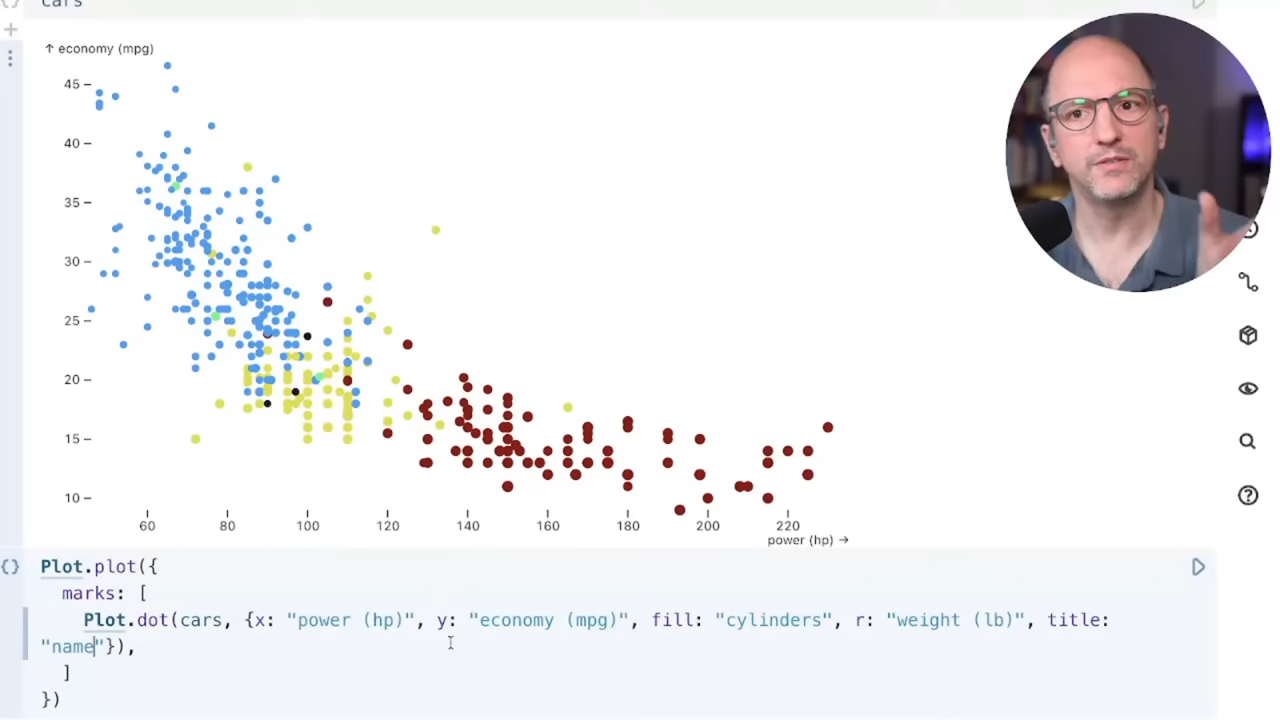 cars
↑ economy (mpg)
45
40
35
30
25
20
15
10
60 80 100 120 140 160 180 200 220
power (hp) →
Plot.plot({
marks: [
Plot.dot(cars, {x: "power (hp)", y: "economy (mpg)", fill: "cylinders", r: "weight (lb)", title:
"name"}),
]
})